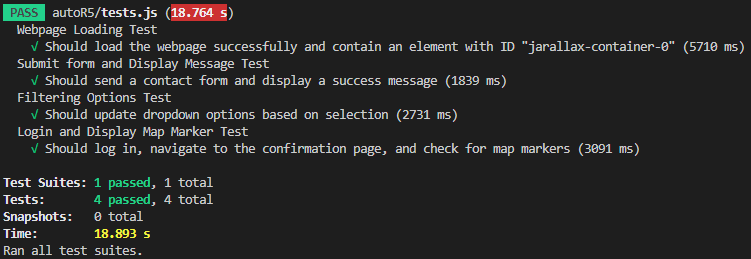 PASS autoR5/tests.js (18.764 s)
Webpage Loading Test
√ Should load the webpage successfully and contain an element with ID "jarallax-container-0" (5710 ms)
Submit form and Display Message Test
√ Should send a contact form and display a success message (1839 ms)
Filtering Options Test
√ Should update dropdown options based on selection (2731 ms)
Login and Display Map Marker Test
√ Should log in, navigate to the confirmation page, and check for map markers (3091 ms)
Test Suites: 1 passed, 1 total
Tests: 4 passed, 4 total
Snapshots: 0 total
Time: 18.893 s
Ran all test suites.